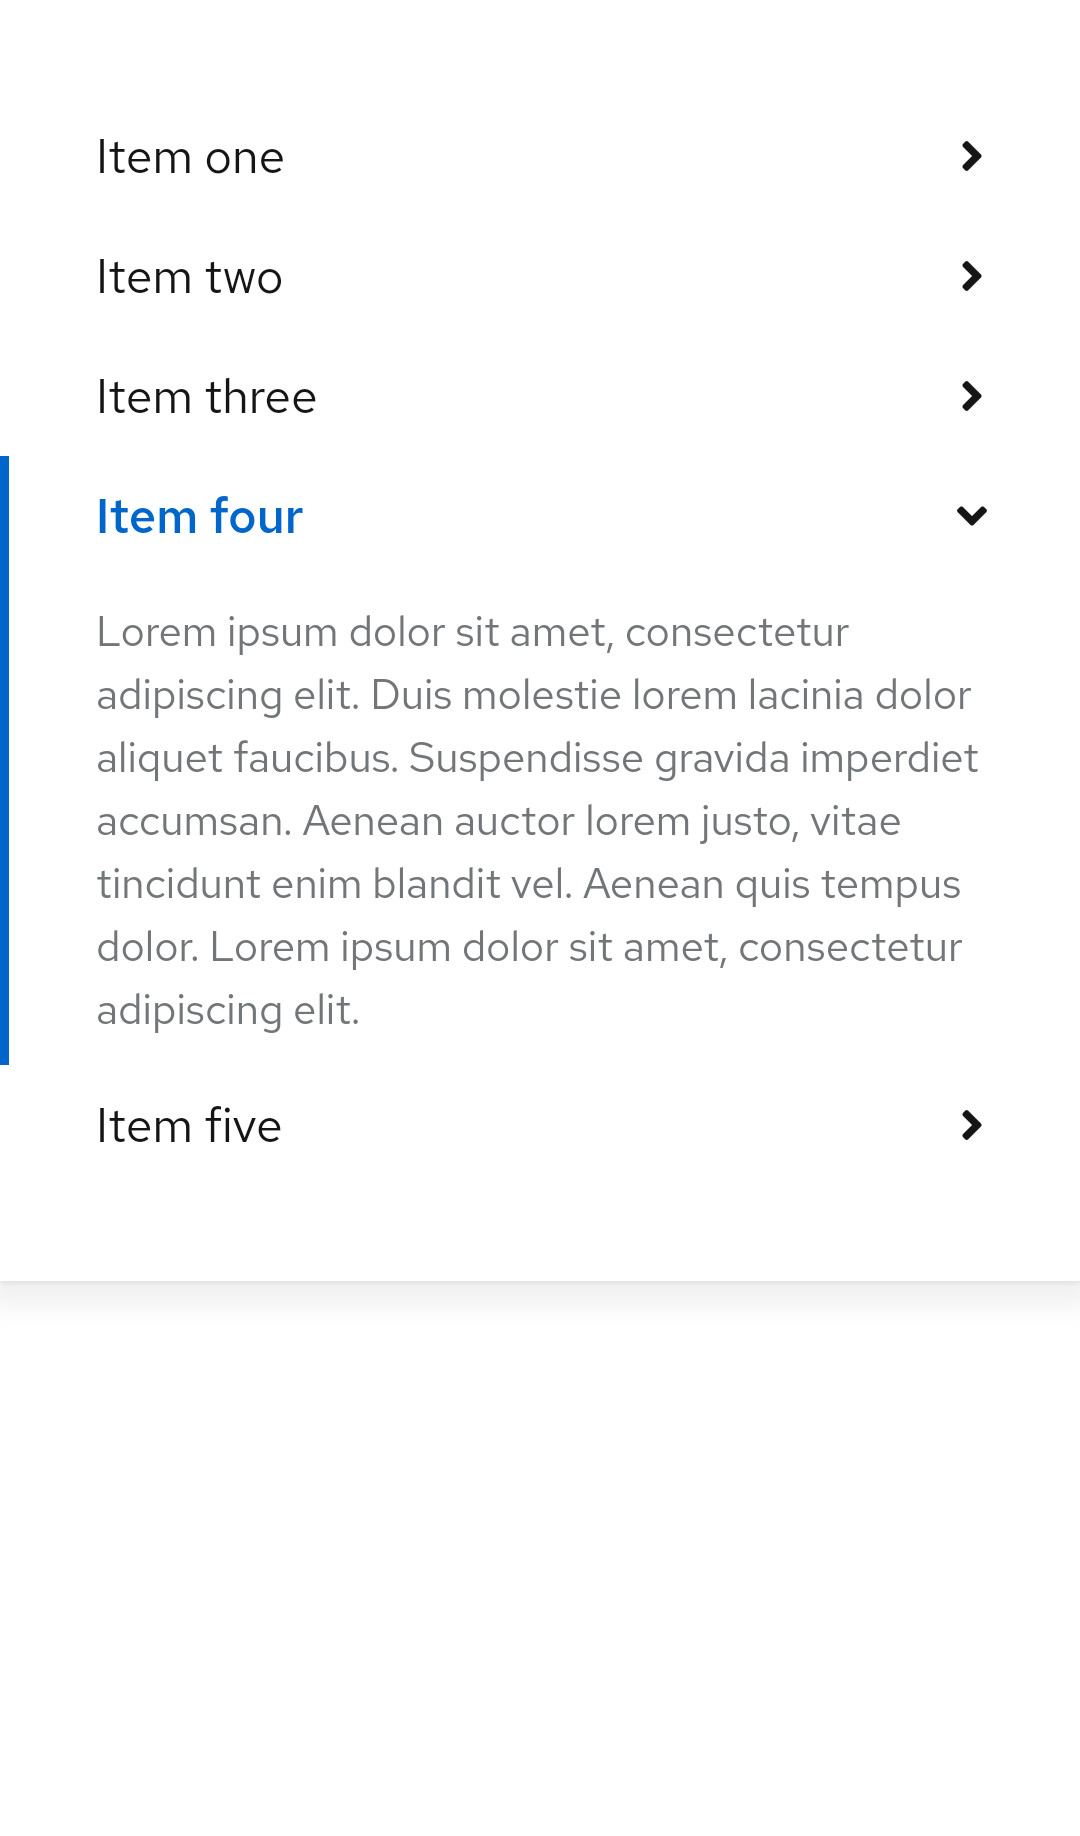 Item one
Item two
Item three
Item four
Lorem ipsum dolor sit amet, consectetur
adipiscing elit. Duis molestie lorem lacinia dolor
aliquet faucibus. Suspendisse gravida imperdiet
accumsan. Aenean auctor lorem justo, vitae
tincidunt enim blandit vel. Aenean quis tempus
dolor. Lorem ipsum dolor sit amet, consectetur
adipiscing elit.
Item five